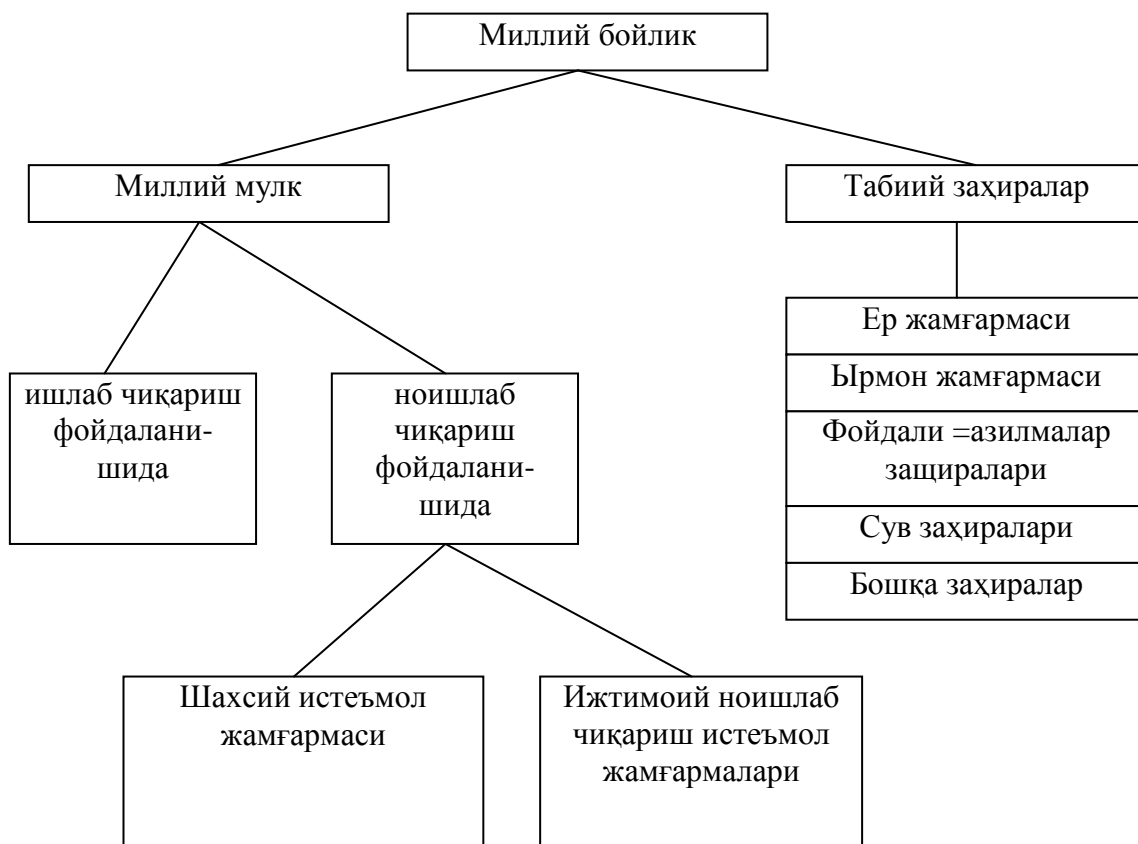 Миллий бойлик
Миллий мулк
Табиий заҳиралар
ишлаб чиқариш
фойдалани-
шида
ноишлаб
чиқариш
фойдалани-
шида
Ер жамғармаси
Ырмон жамғармаси
Фойдали =азилмалар
защиралари
Сув заҳиралари
Бошқа заҳиралар
Шахсий истеъмол
жамғармаси
Ижтимоий ноишлаб
чиқариш истеъмол
жамғармалари